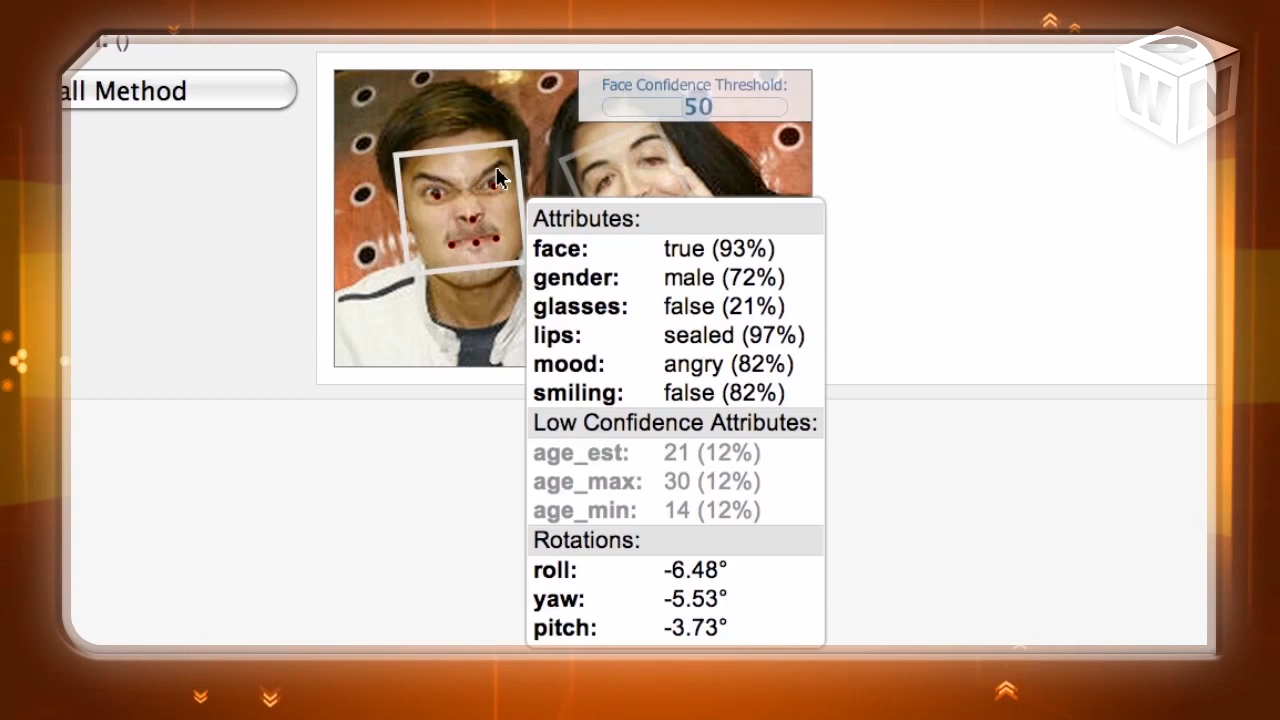 all Method
Face Confidence Threshold:
50
Attributes:
face: true (93%)
gender: male (72%)
glasses: false (21%)
lips: sealed (97%)
mood: angry (82%)
smiling: false (82%)
Low Confidence Attributes:
age_est: 21 (12%)
age_max: 30 (12%)
age_min: 14 (12%)
Rotations:
roll: -6.48°
yaw: -5.53°
pitch: -3.73°
WN